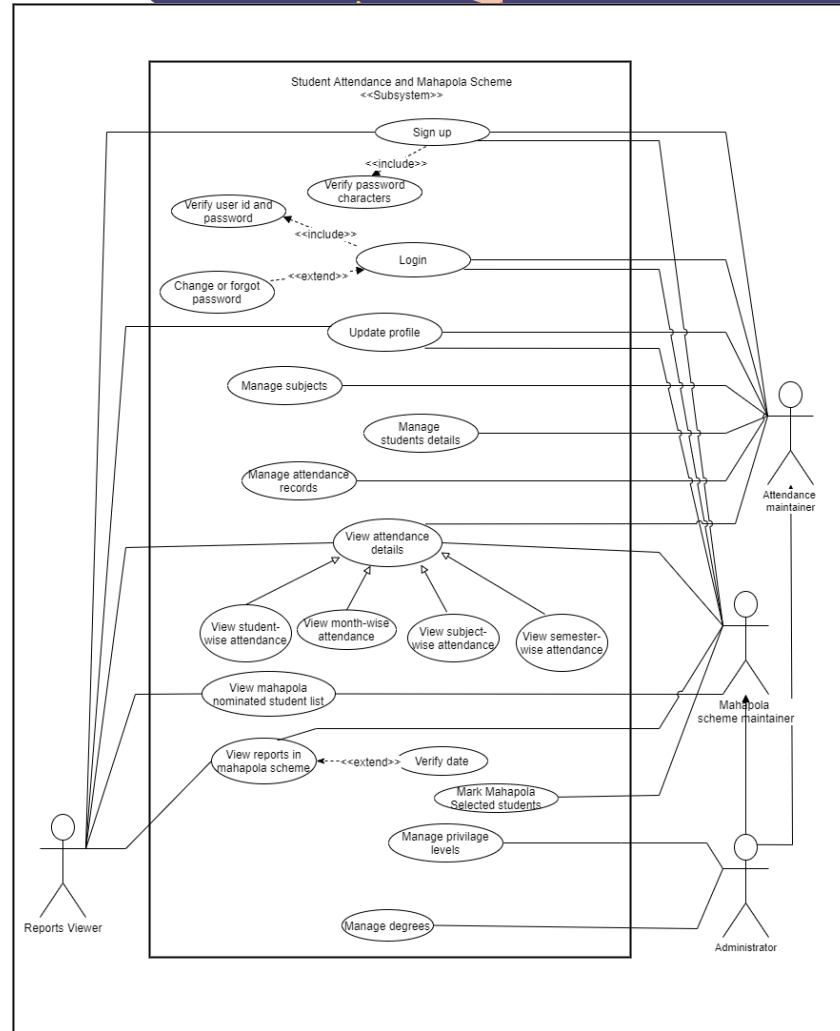 Student Attendance and Mahapola Scheme
<<Subsystem>>
Sign up
<<include>>
Verify password
characters
Verify user id and
password
<<include>>
Login
<<extend>>
Change or forgot
password
Update profile
Manage subjects
Manage
students details
Manage attendance
records
Attendance
maintainer
View attendance
details
View student-
wise attendance
View month-wise
attendance
View subject-
wise attendance
View semester-
wise attendance
View mahapola
nominated student list
Mahapola
scheme maintainer
View reports in
mahapola scheme
<<extend>>
Verify date
Mark Mahapola
Selected students
Manage privilage
levels
Reports Viewer
Manage degrees
Administrator